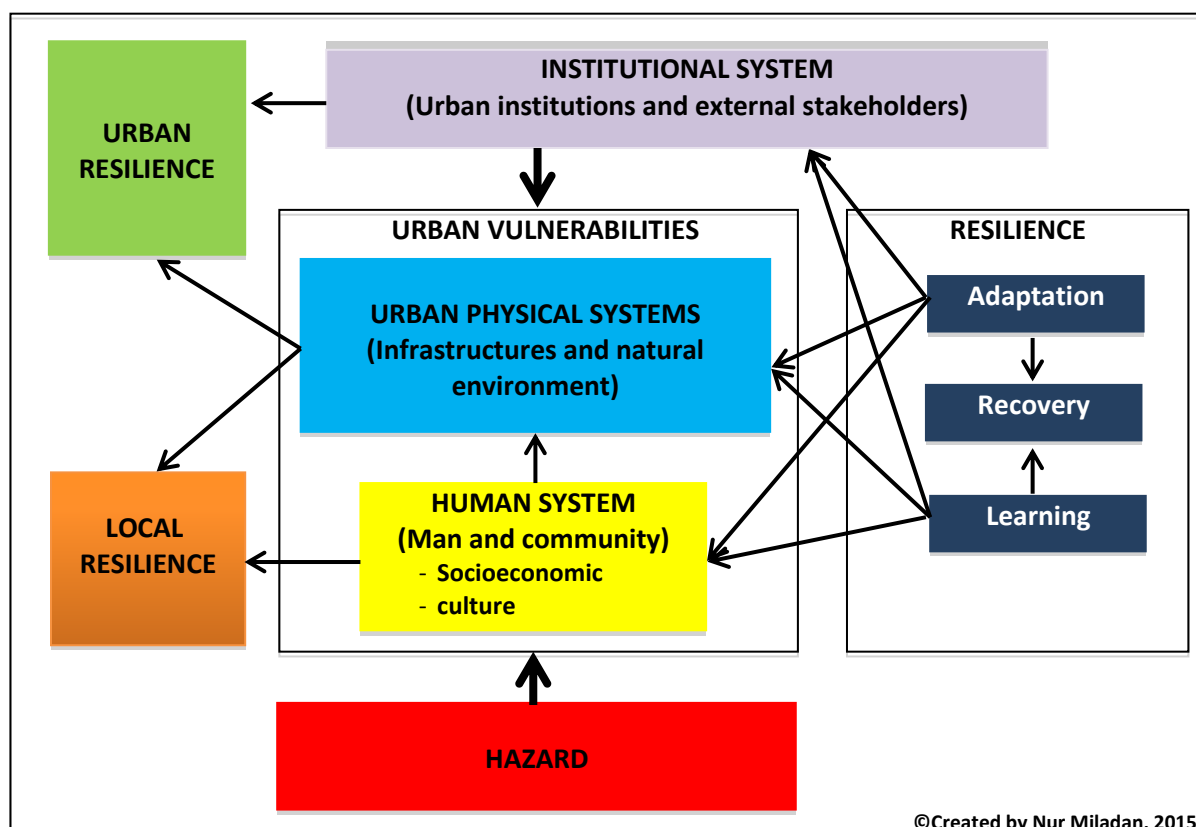 INSTITUTIONAL SYSTEM
(Urban institutions and external stakeholders)
URBAN
RESILIENCE
URBAN VULNERABILITIES
RESILIENCE
URBAN PHYSICAL SYSTEMS
(Infrastructures and natural
environment)
Adaptation
Recovery
Learning
HUMAN SYSTEM
(Man and community)
- Socioeconomic
- culture
LOCAL
RESILIENCE
HAZARD
©Created by Nur Miladan, 2015